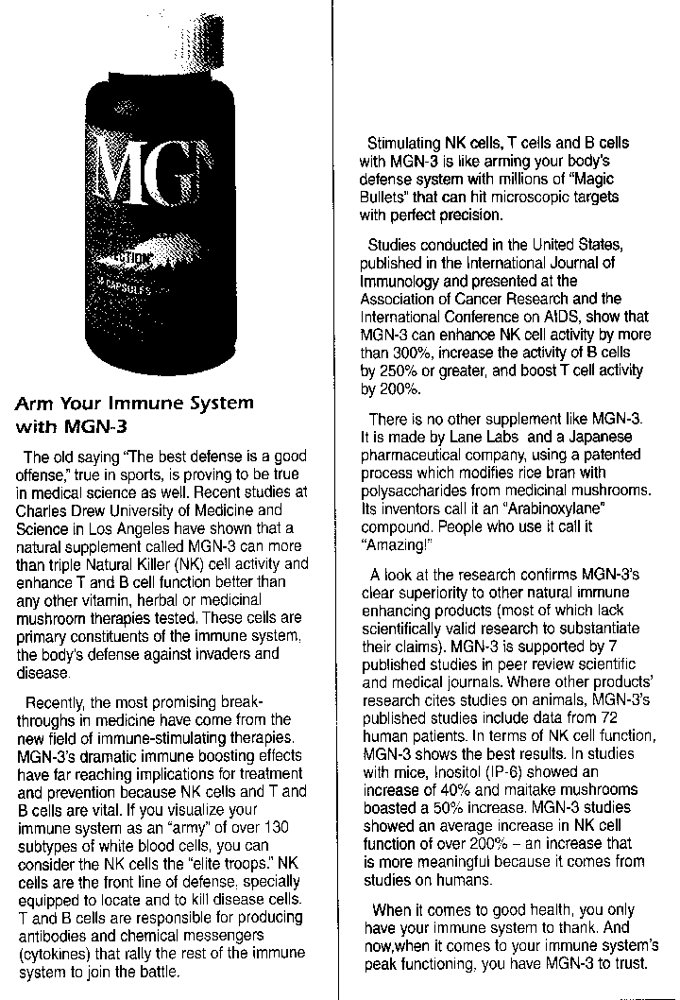 MGN
CTION
CAPSULES
Arm Your Immune System
with MGN-3
The old saying “The best defense is a good
offense,” true in sports, is proving to be true
in medical science as well. Recent studies at
Charles Drew University of Medicine and
Science in Los Angeles have shown that a
natural supplement called MGN-3 can more
than triple Natural Killer (NK) cell activity and
enhance T and B cell function better than
any other vitamin, herbal or medicinal
mushroom therapies tested. These cells are
primary constituents of the immune system,
the body's defense against invaders and
disease.
Recently, the most promising break-
throughs in medicine have come from the
new field of immune-stimulating therapies.
MGN-3's dramatic immune boosting effects
have far reaching implications for treatment
and prevention because NK cells and T and
B cells are vital. If you visualize your
immune system as an “army” of over 130
subtypes of white blood cells, you can
consider the NK cells the “elite troops.” NK
cells are the front line of defense, specially
equipped to locate and to kill disease cells.
T and B cells are responsible for producing
antibodies and chemical messengers
(cytokines) that rally the rest of the immune
system to join the battle.
Stimulating NK cells, T cells and B cells
with MGN-3 is like arming your body's
defense system with millions of “Magic
Bullets” that can hit microscopic targets
with perfect precision.
Studies conducted in the United States,
published in the International Journal of
Immunology and presented at the
Association of Cancer Research and the
International Conference on AIDS, show that
MGN-3 can enhance NK cell activity by more
than 300%, increase the activity of B cells
by 250% or greater, and boost T cell activity
by 200%.
There is no other supplement like MGN-3.
It is made by Lane Labs and a Japanese
pharmaceutical company, using a patented
process which modifies rice bran with
polysaccharides from medicinal mushrooms.
Its inventors call it an “Arabinoxylane”
compound. People who use it call it
“Amazing!”
A look at the research confirms MGN-3's
clear superiority to other natural immune
enhancing products (most of which lack
scientifically valid research to substantiate
their claims). MGN-3 is supported by 7
published studies in peer review scientific
and medical journals. Where other products'
research cites studies on animals, MGN-3's
published studies include data from 72
human patients. In terms of NK cell function,
MGN-3 shows the best results. In studies
with mice, Inositol (IP-6) showed an
increase of 40% and maitake mushrooms
boasted a 50% increase. MGN-3 studies
showed an average increase in NK cell
function of over 200% – an increase that
is more meaningful because it comes from
studies on humans.
When it comes to good health, you only
have your immune system to thank. And
now,when it comes to your immune system's
peak functioning, you have MGN-3 to trust.